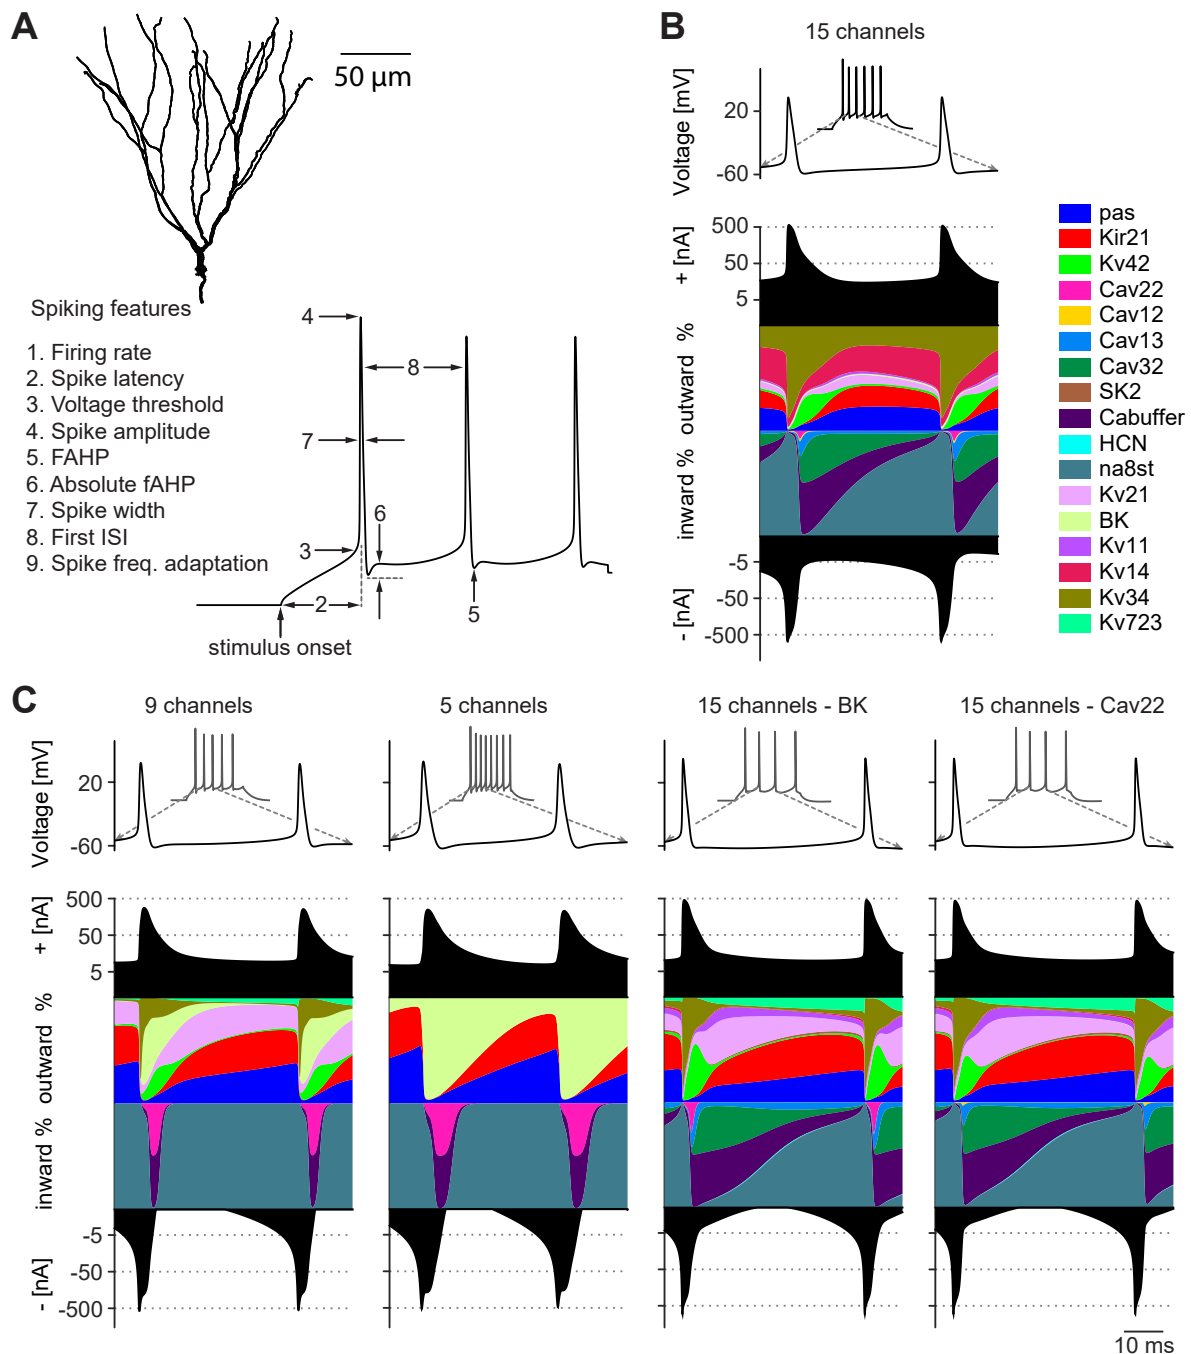 A
50 µm
Spiking features
1. Firing rate
2. Spike latency
3. Voltage threshold
4. Spike amplitude
5. FAHP
6. Absolute fAHP
7. Spike width
8. First ISI
9. Spike freq. adaptation
4
8
7
6
3
2
5
stimulus onset
B
15 channels
Voltage [mV]
20
-60
+ [nA]
500
50
5
inward % outward %
-5
-50
-500
- [nA]
pas
Kir21
Kv42
Cav22
Cav12
Cav13
Cav32
SK2
Cabuffer
HCN
na8st
Kv21
BK
Kv11
Kv14
Kv34
Kv723
C
9 channels
5 channels
15 channels - BK
15 channels - Cav22
Voltage [mV]
20
-60
+ [nA]
500
50
5
inward % outward %
-5
-50
-500
- [nA]
10 ms